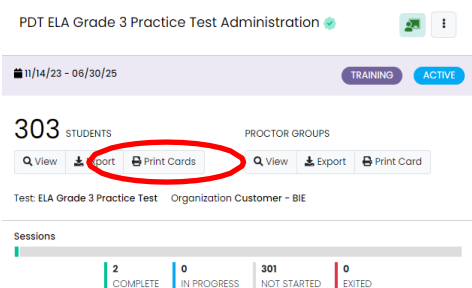 PDT ELA Grade 3 Practice Test Administration
11/14/23 - 06/30/25 TRAINING ACTIVE
303 STUDENTS PROCTOR GROUPS
View Export Print Cards View Export Print Card
Test: ELA Grade 3 Practice Test Organization Customer - BIE
Sessions
2 0 301 0
COMPLETE IN PROGRESS NOT STARTED EXITED